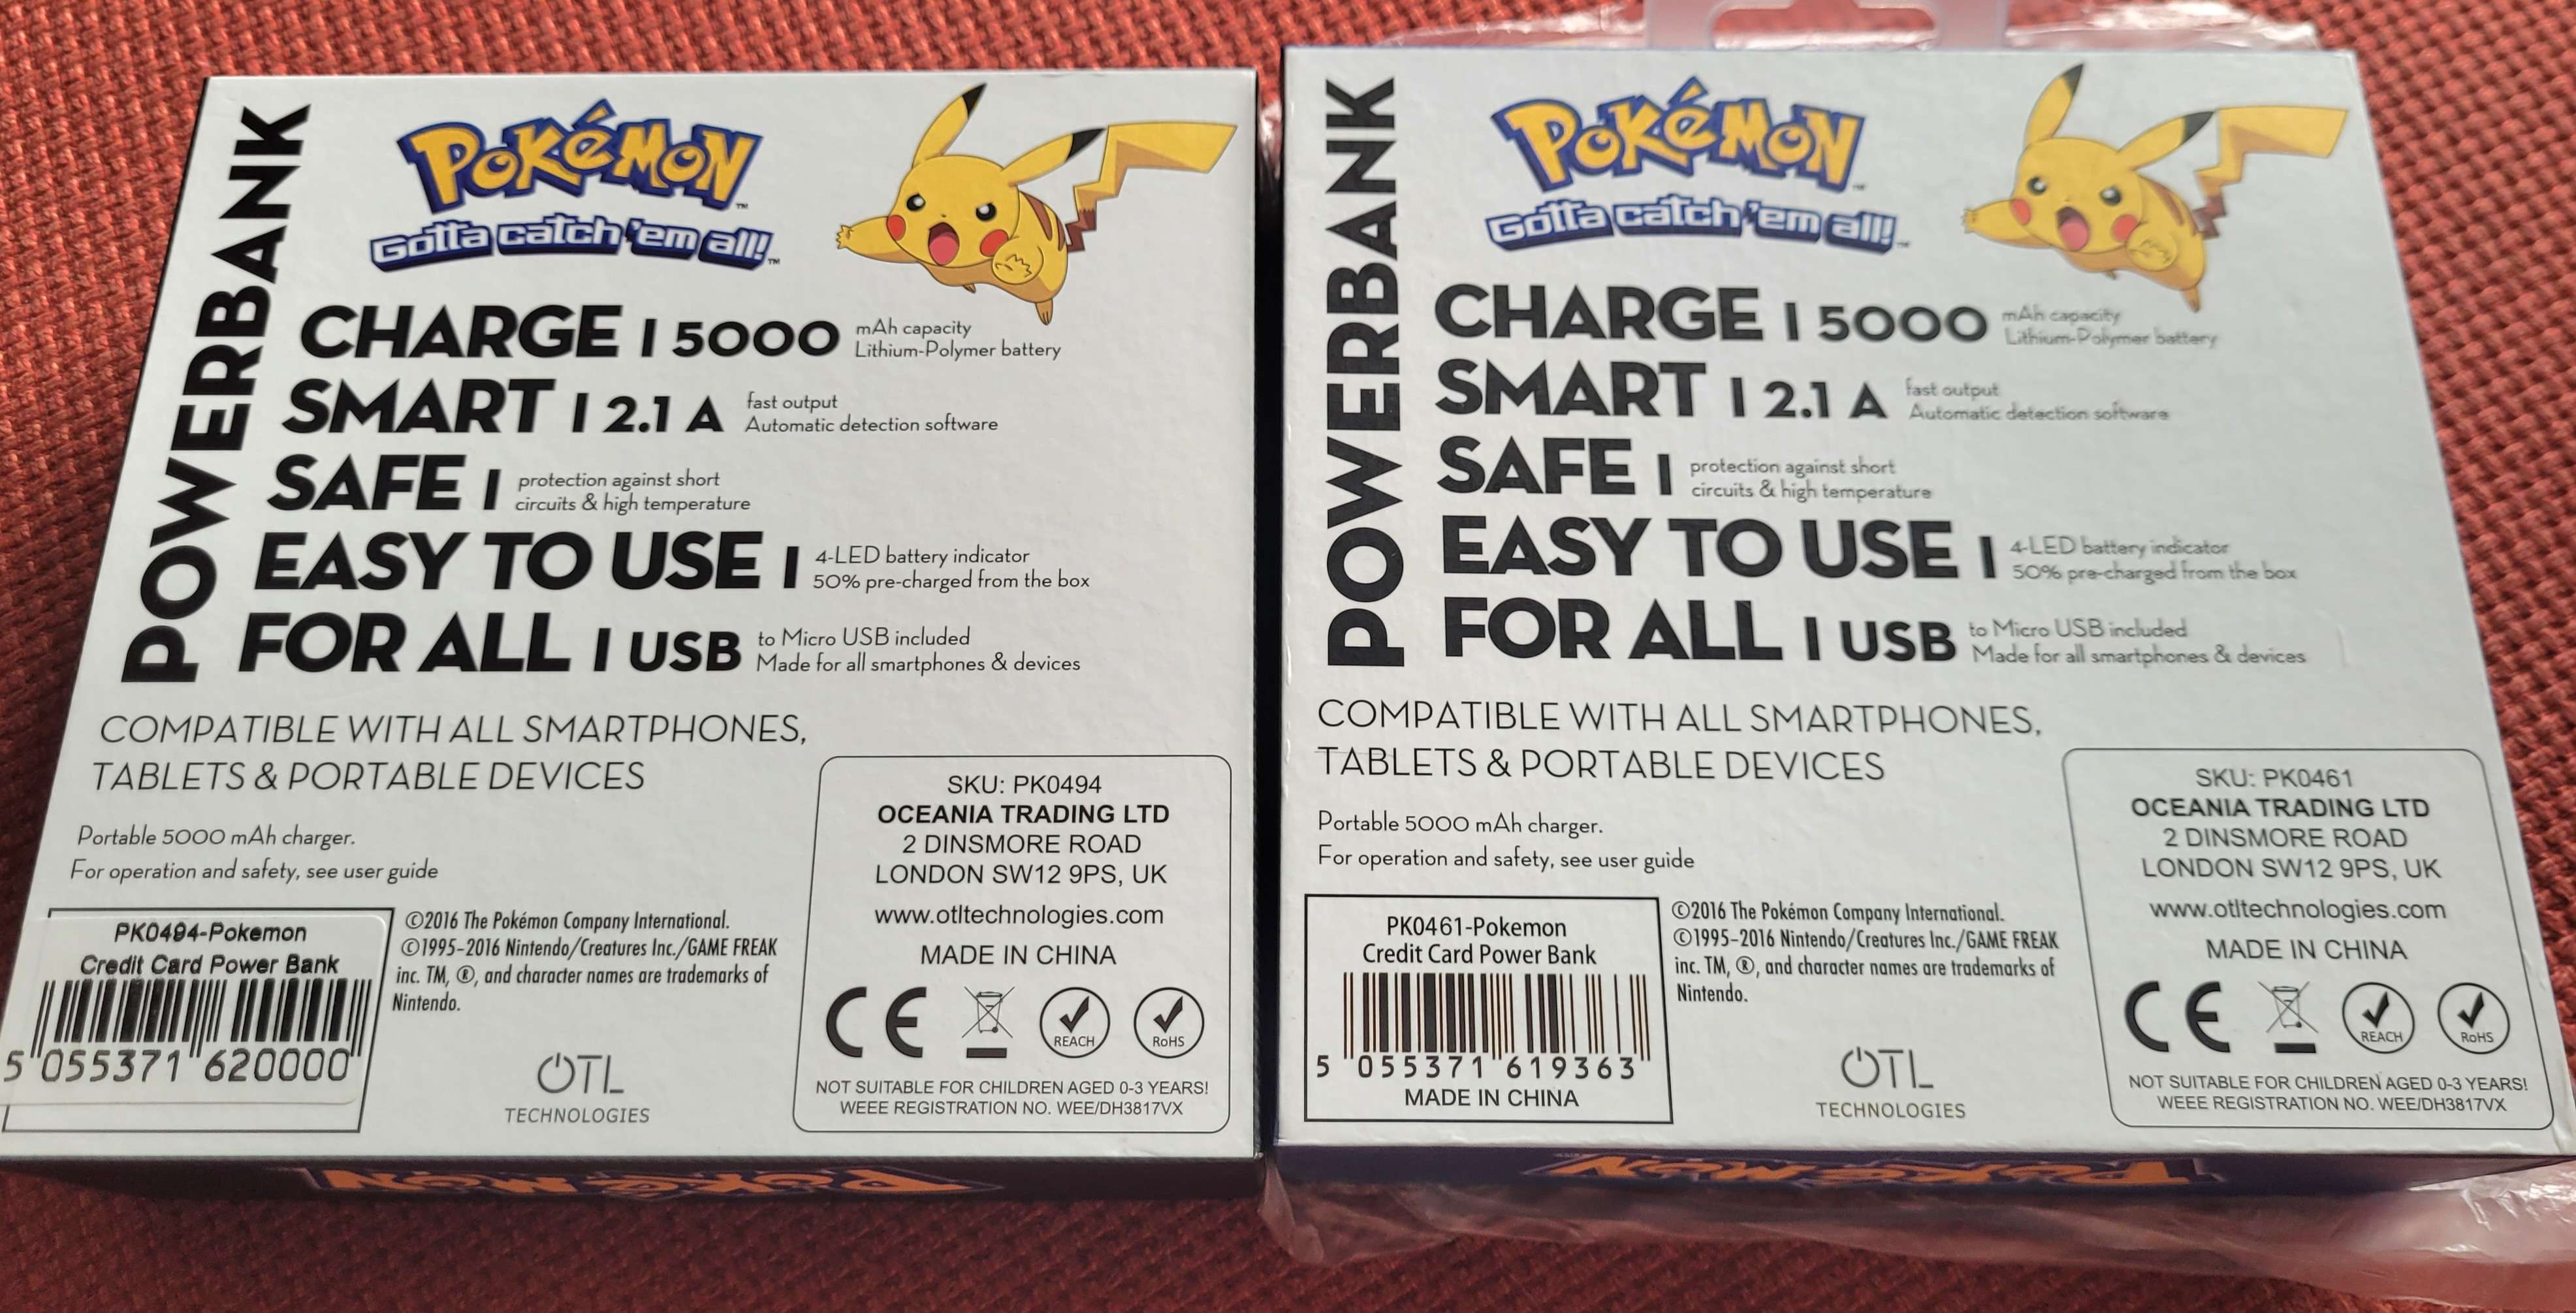 POWERBANK
POKéMON™
Gotta catch 'em all!™
CHARGE | 5000 mAh capacity
Lithium-Polymer battery
SMART | 2.1 A fast output
Automatic detection software
SAFE | protection against short
circuits & high temperature
EASY TO USE | 4-LED battery indicator
50% pre-charged from the box
FOR ALL | USB to Micro USB included
Made for all smartphones & devices
COMPATIBLE WITH ALL SMARTPHONES,
TABLETS & PORTABLE DEVICES
Portable 5000 mAh charger.
For operation and safety, see user guide
PK0494-Pokemon
Credit Card Power Bank
5 055371 620000
©2016 The Pokémon Company International.
©1995-2016 Nintendo/Creatures Inc./GAME FREAK
inc. TM, ®, and character names are trademarks of
Nintendo.
OTL
TECHNOLOGIES
SKU: PK0494
OCEANIA TRADING LTD
2 DINSMORE ROAD
LONDON SW12 9PS, UK
www.otltechnologies.com
MADE IN CHINA
CE
REACH
RoHS
NOT SUITABLE FOR CHILDREN AGED 0-3 YEARS!
WEEE REGISTRATION NO. WEE/DH3817VX
POKéMON
POWERBANK
POKéMON™
Gotta catch 'em all!™
CHARGE | 5000 mAh capacity
Lithium-Polymer battery
SMART | 2.1 A fast output
Automatic detection software
SAFE | protection against short
circuits & high temperature
EASY TO USE | 4-LED battery indicator
50% pre-charged from the box
FOR ALL | USB to Micro USB included
Made for all smartphones & devices
COMPATIBLE WITH ALL SMARTPHONES,
TABLETS & PORTABLE DEVICES
Portable 5000 mAh charger.
For operation and safety, see user guide
PK0461-Pokemon
Credit Card Power Bank
5 055371 619363
MADE IN CHINA
©2016 The Pokémon Company International.
©1995-2016 Nintendo/Creatures Inc./GAME FREAK
inc. TM, ®, and character names are trademarks of
Nintendo.
OTL
TECHNOLOGIES
SKU: PK0461
OCEANIA TRADING LTD
2 DINSMORE ROAD
LONDON SW12 9PS, UK
www.otltechnologies.com
MADE IN CHINA
CE
REACH
RoHS
NOT SUITABLE FOR CHILDREN AGED 0-3 YEARS!
WEEE REGISTRATION NO. WEE/DH3817VX
POKéMON